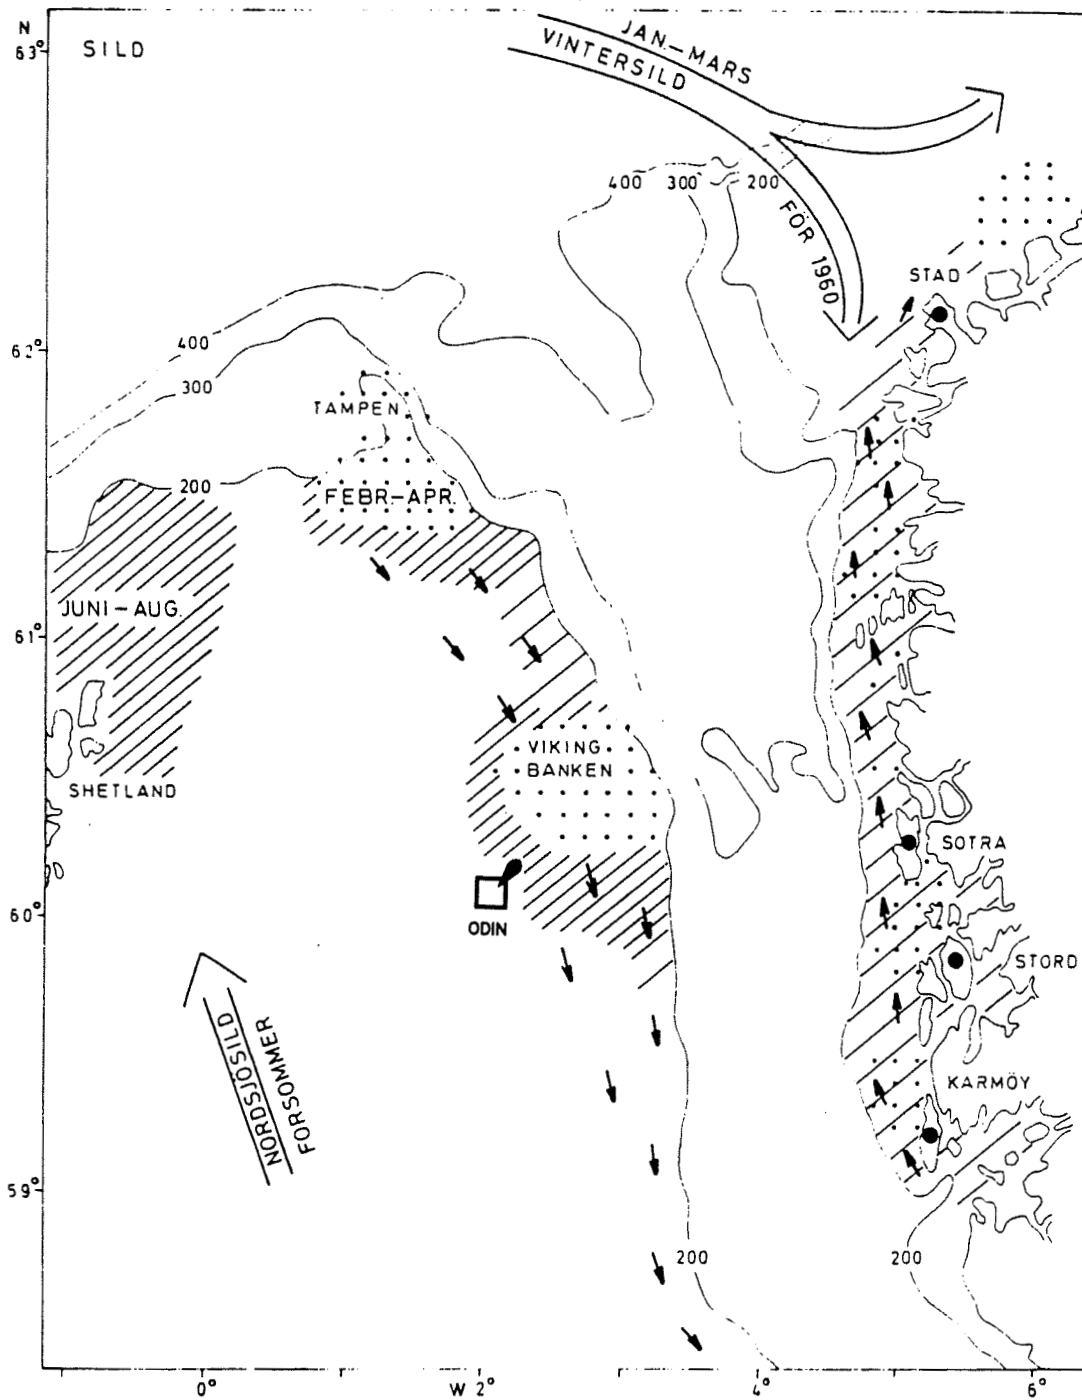 N
63°
SILD
JAN.-MARS
VINTERSILD
FÖR 1960
400 300 200
STAD
62°
400
300
TAMPEN
200
FEBR.-APR.
JUNI-AUG.
61°
VIKING
BANKEN
SHETLAND
SOTRA
60°
ODIN
STORD
NORDSJÖSILD
FORSOMMER
KARMÖY
59°
200
200
0°
W 2°
4°
6°